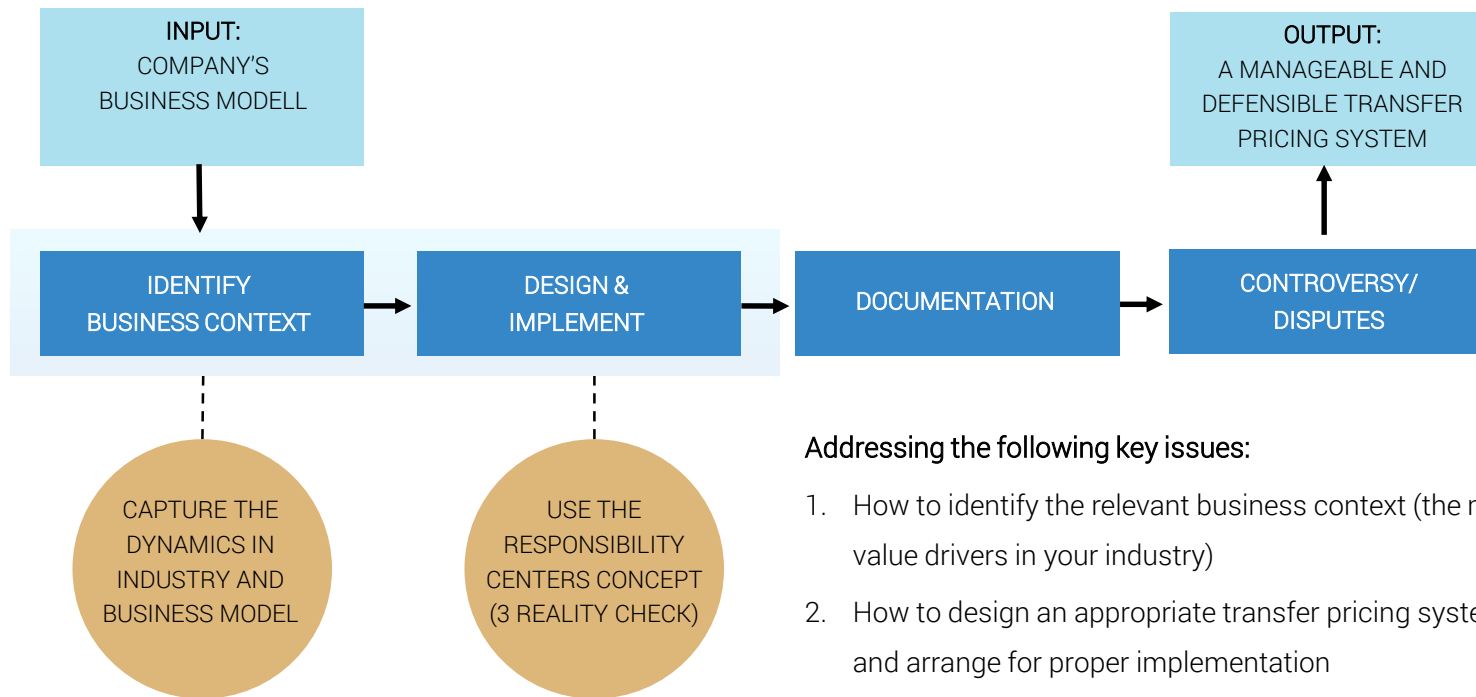 INPUT:
COMPANY'S
BUSINESS MODELL
OUTPUT:
A MANAGEABLE AND
DEFENSIBLE TRANSFER
PRICING SYSTEM
IDENTIFY
BUSINESS CONTEXT
DESIGN &
IMPLEMENT
DOCUMENTATION
CONTROVERSY/
DISPUTES
CAPTURE THE
DYNAMICS IN
INDUSTRY AND
BUSINESS MODEL
USE THE
RESPONSIBILITY
CENTERS CONCEPT
(3 REALITY CHECK)
Addressing the following key issues:
1. How to identify the relevant business context (the
value drivers in your industry)
2. How to design an appropriate transfer pricing
and arrange for proper implementation